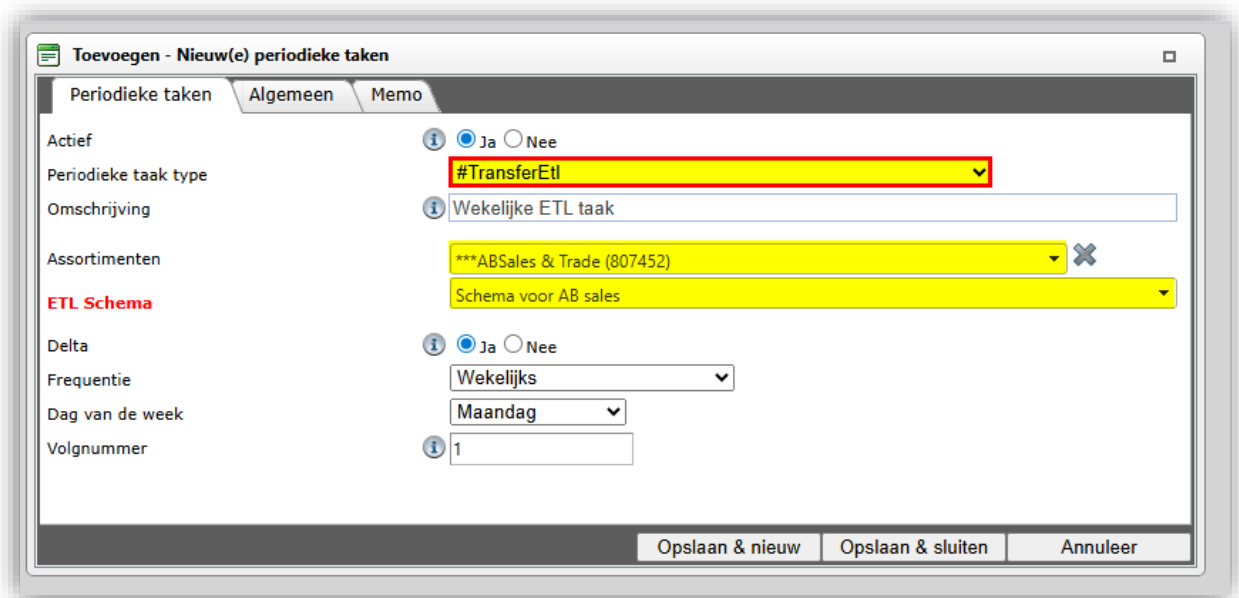 Toevoegen - Nieuw(e) periodieke taken
Periodieke taken Algemeen Memo
Actief Ja Nee
Periodieke taak type #TransferEtl
Omschrijving Wekelijke ETL taak
Assortimenten ***ABSales & Trade (807452)
ETL Schema Schema voor AB sales
Delta Ja Nee
Frequentie Wekelijks
Dag van de week Maandag
Volgnummer 1
Opslaan & nieuw Opslaan & sluiten Annuleer